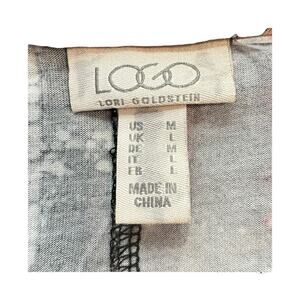 LOGO
LORI GOLDSTEIN
US M
UK L
DE M
IT L
FR L
MADE IN
CHINA